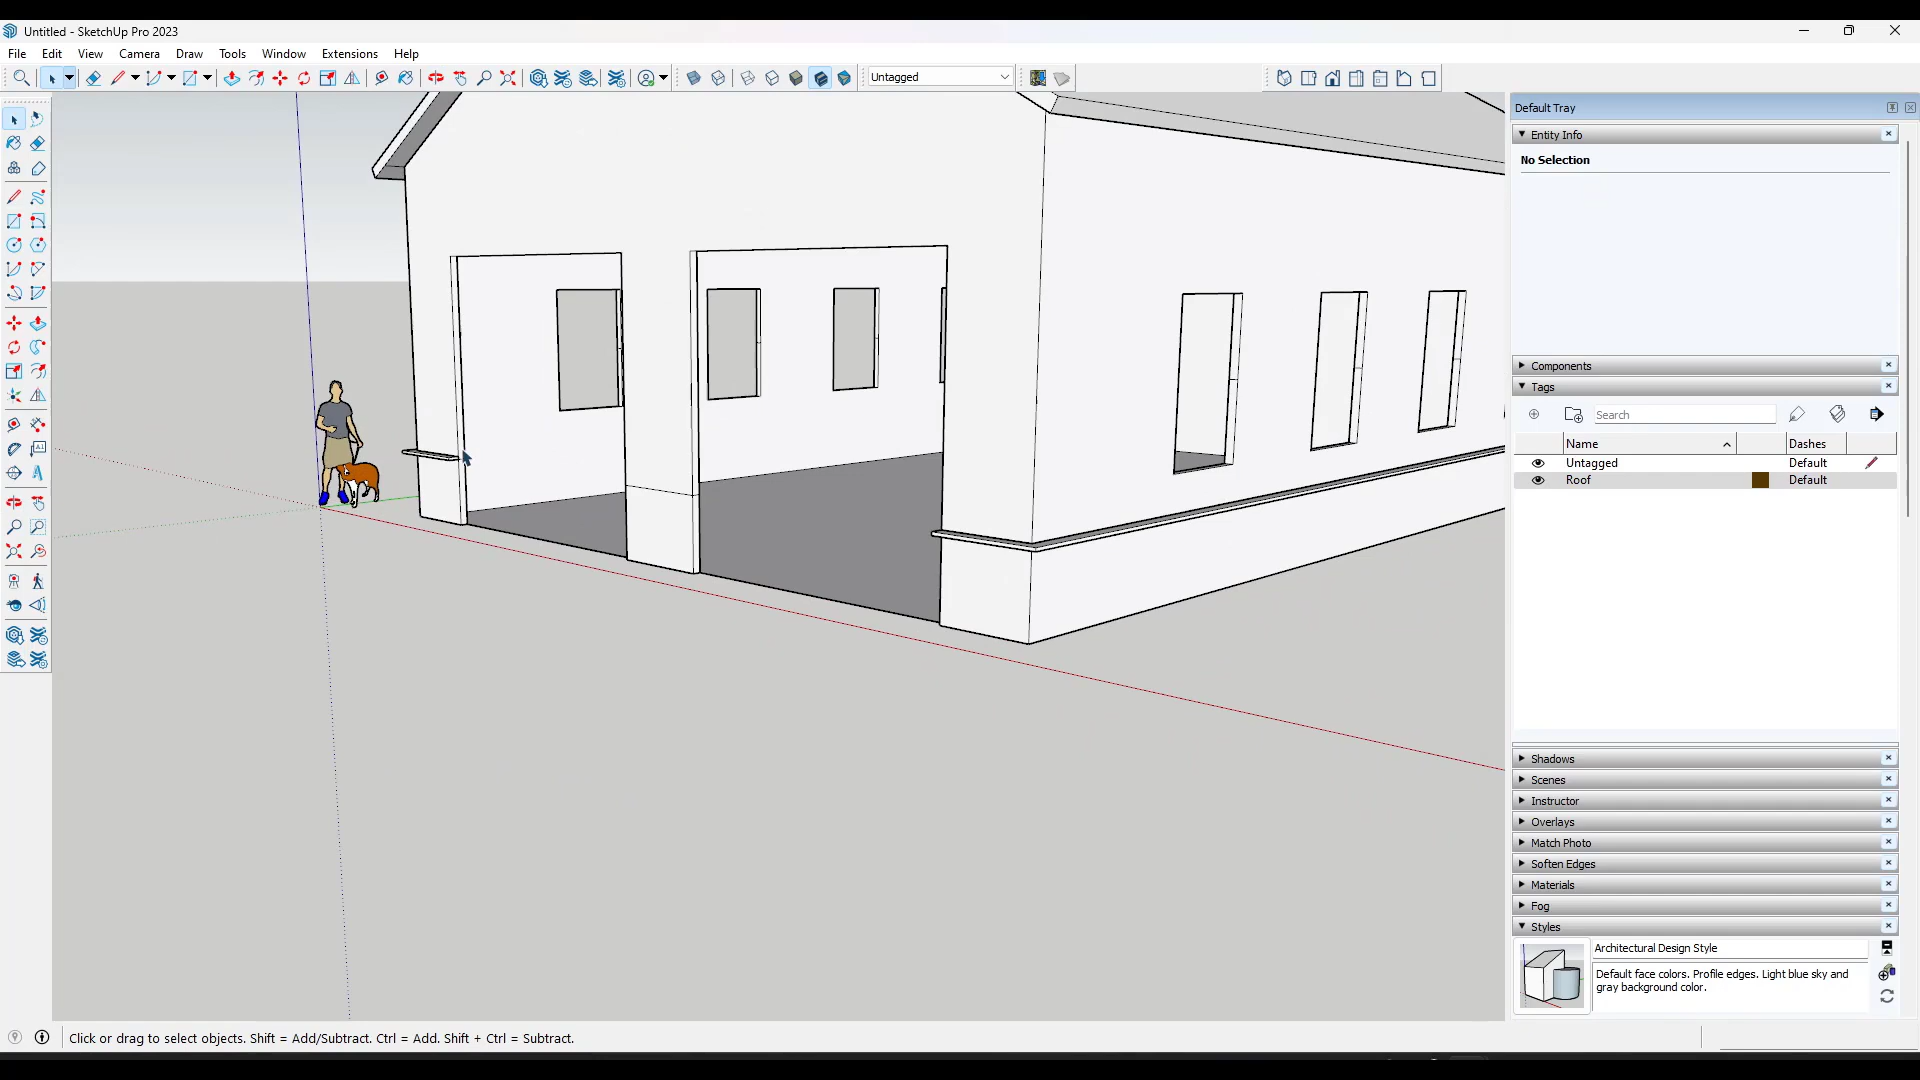 Untitled - SketchUp Pro 2023
File Edit View Camera Draw Tools Window Extensions Help
Untagged
Default Tray
Entity Info
No Selection
Components
Tags
Search
Name Dashes
Untagged Default
Roof Default
Shadows
Scenes
Instructor
Overlays
Match Photo
Soften Edges
Materials
Fog
Styles
Architectural Design Style
Default face colors. Profile edges. Light blue sky and
gray background color.
Click or drag to select objects. Shift = Add/Subtract. Ctrl = Add. Shift + Ctrl = Subtract.